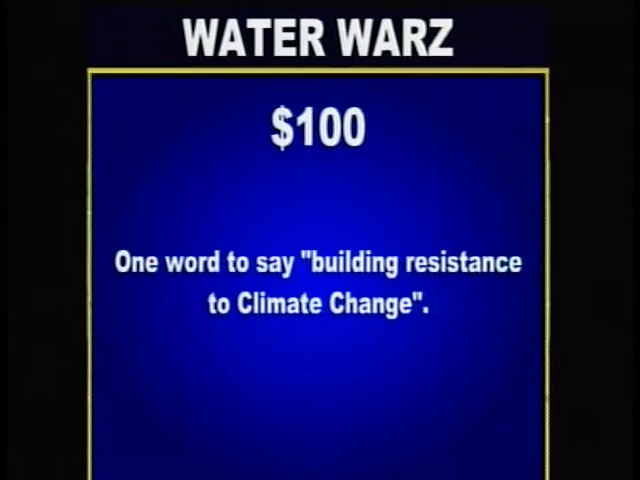 WATER WARZ
$100
One word to say "building resistance
to Climate Change".